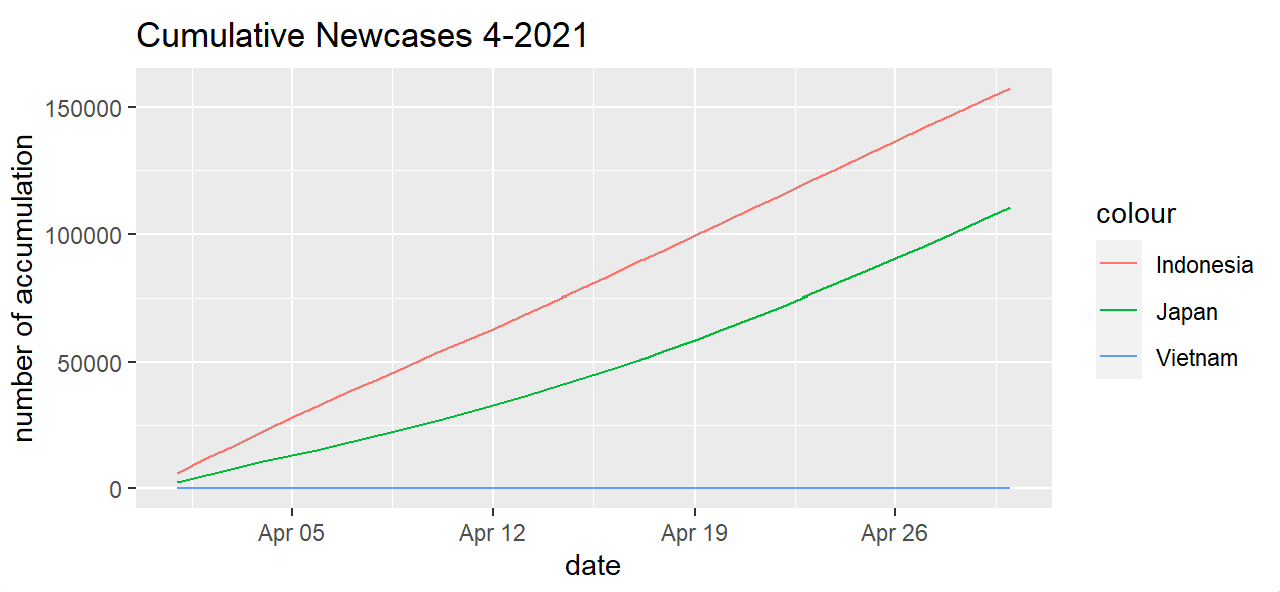 Cumulative Newcases 4-2021
number of accumulation
150000
100000
50000
0
Apr 05 Apr 12 Apr 19 Apr 26
date
colour
Indonesia
Japan
Vietnam